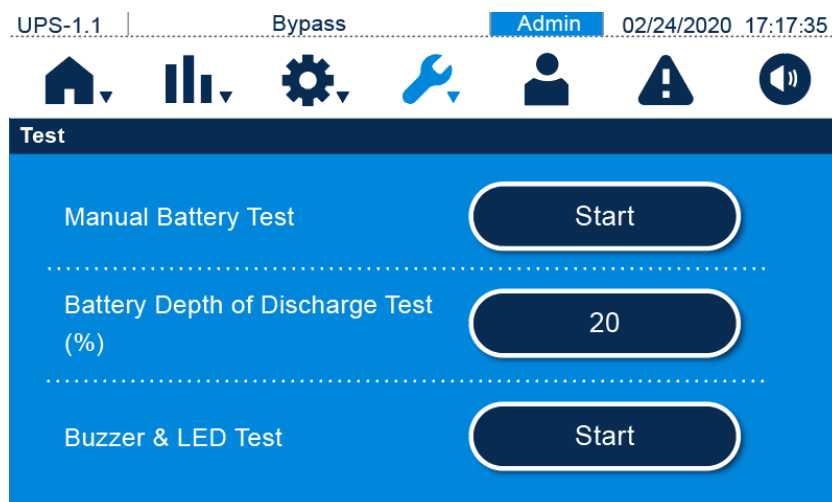 UPS-1.1 Bypass Admin 02/24/2020 17:17:35
Test
Manual Battery Test Start
Battery Depth of Discharge Test
(%)
20
Buzzer & LED Test Start